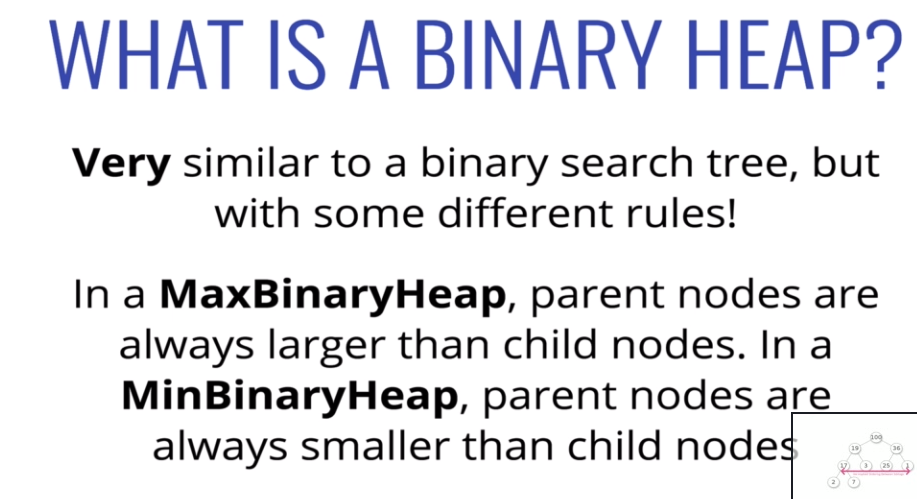 WHAT IS A BINARY HEAP?
Very similar to a binary search tree, but
with some different rules!
In a MaxBinaryHeap, parent nodes are
always larger than child nodes. In a
MinBinaryHeap, parent nodes are
always smaller than child nodes
100
19 36
17 3 25 1
2 7